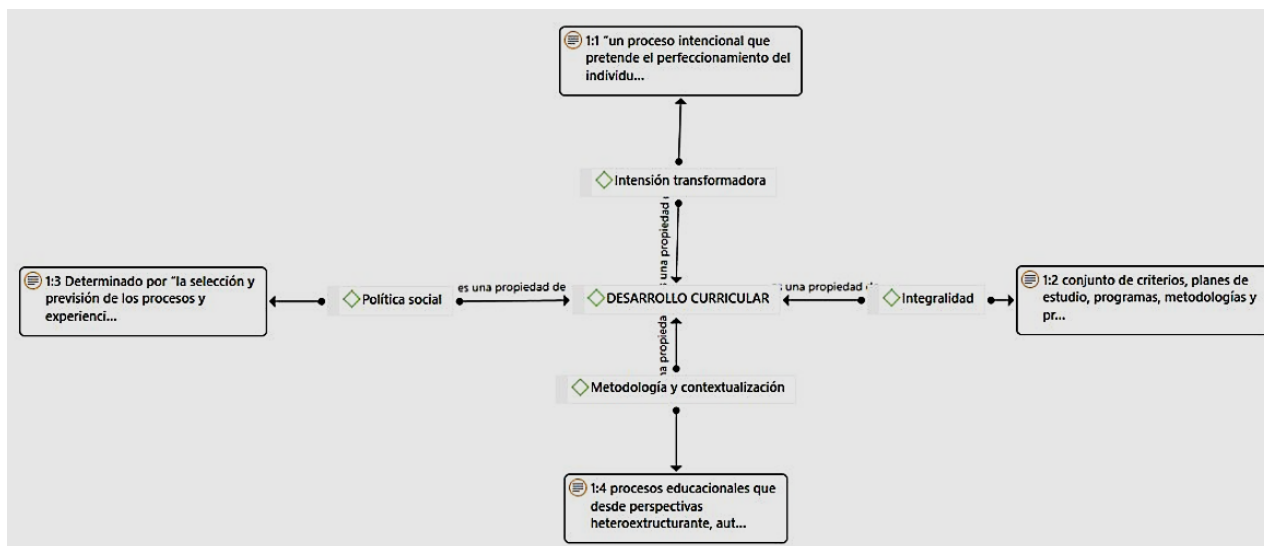 1:1 "un proceso intencional que
pretende el perfeccionamiento del
individu...
Intensión transformadora
una propiedad
1:3 Determinado por "la selección y
previsión de los procesos y
experienci...
Política social
es una propiedad de
DESARROLLO CURRICULAR
una propiedad de
Integralidad
1:2 conjunto de criterios, planes de
estudio, programas, metodologías y
pr...
na propieda
Metodología y contextualización
1:4 procesos educacionales que
desde perspectivas
heteroextructurante, aut...